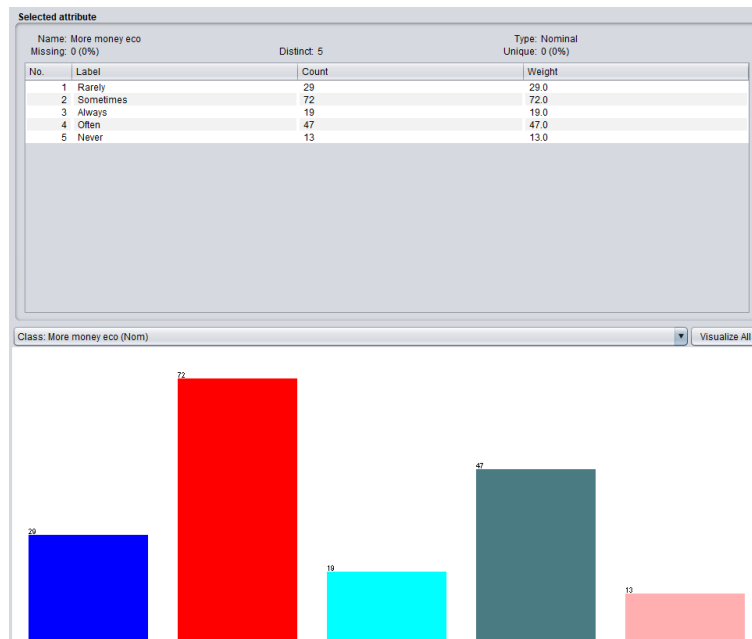 Selected attribute
Name: More money eco Type: Nominal
Missing: 0 (0%) Distinct: 5 Unique: 0 (0%)
No. Label Count Weight
1 Rarely 29 29.0
2 Sometimes 72 72.0
3 Always 19 19.0
4 Often 47 47.0
5 Never 13 13.0
Class: More money eco (Nom) Visualize All
72
47
29
19
13